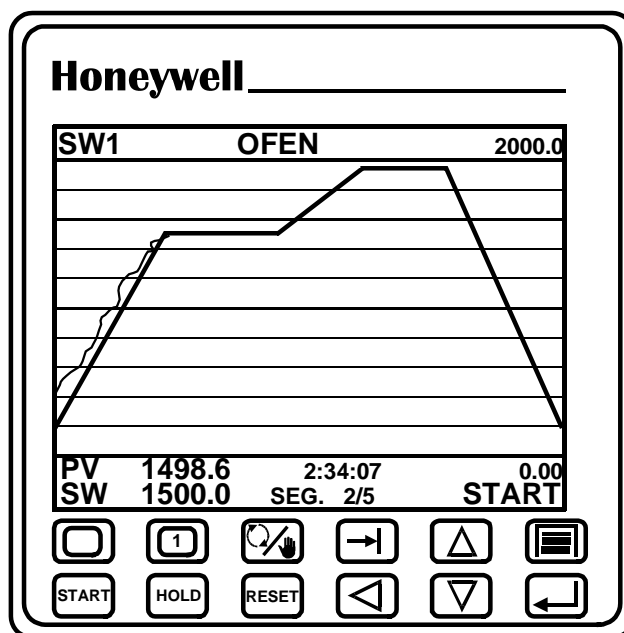 Honeywell
SW1 OFEN 2000.0
PV 1498.6 2:34:07 0.00
SW 1500.0 SEG. 2/5 START
1
START HOLD RESET